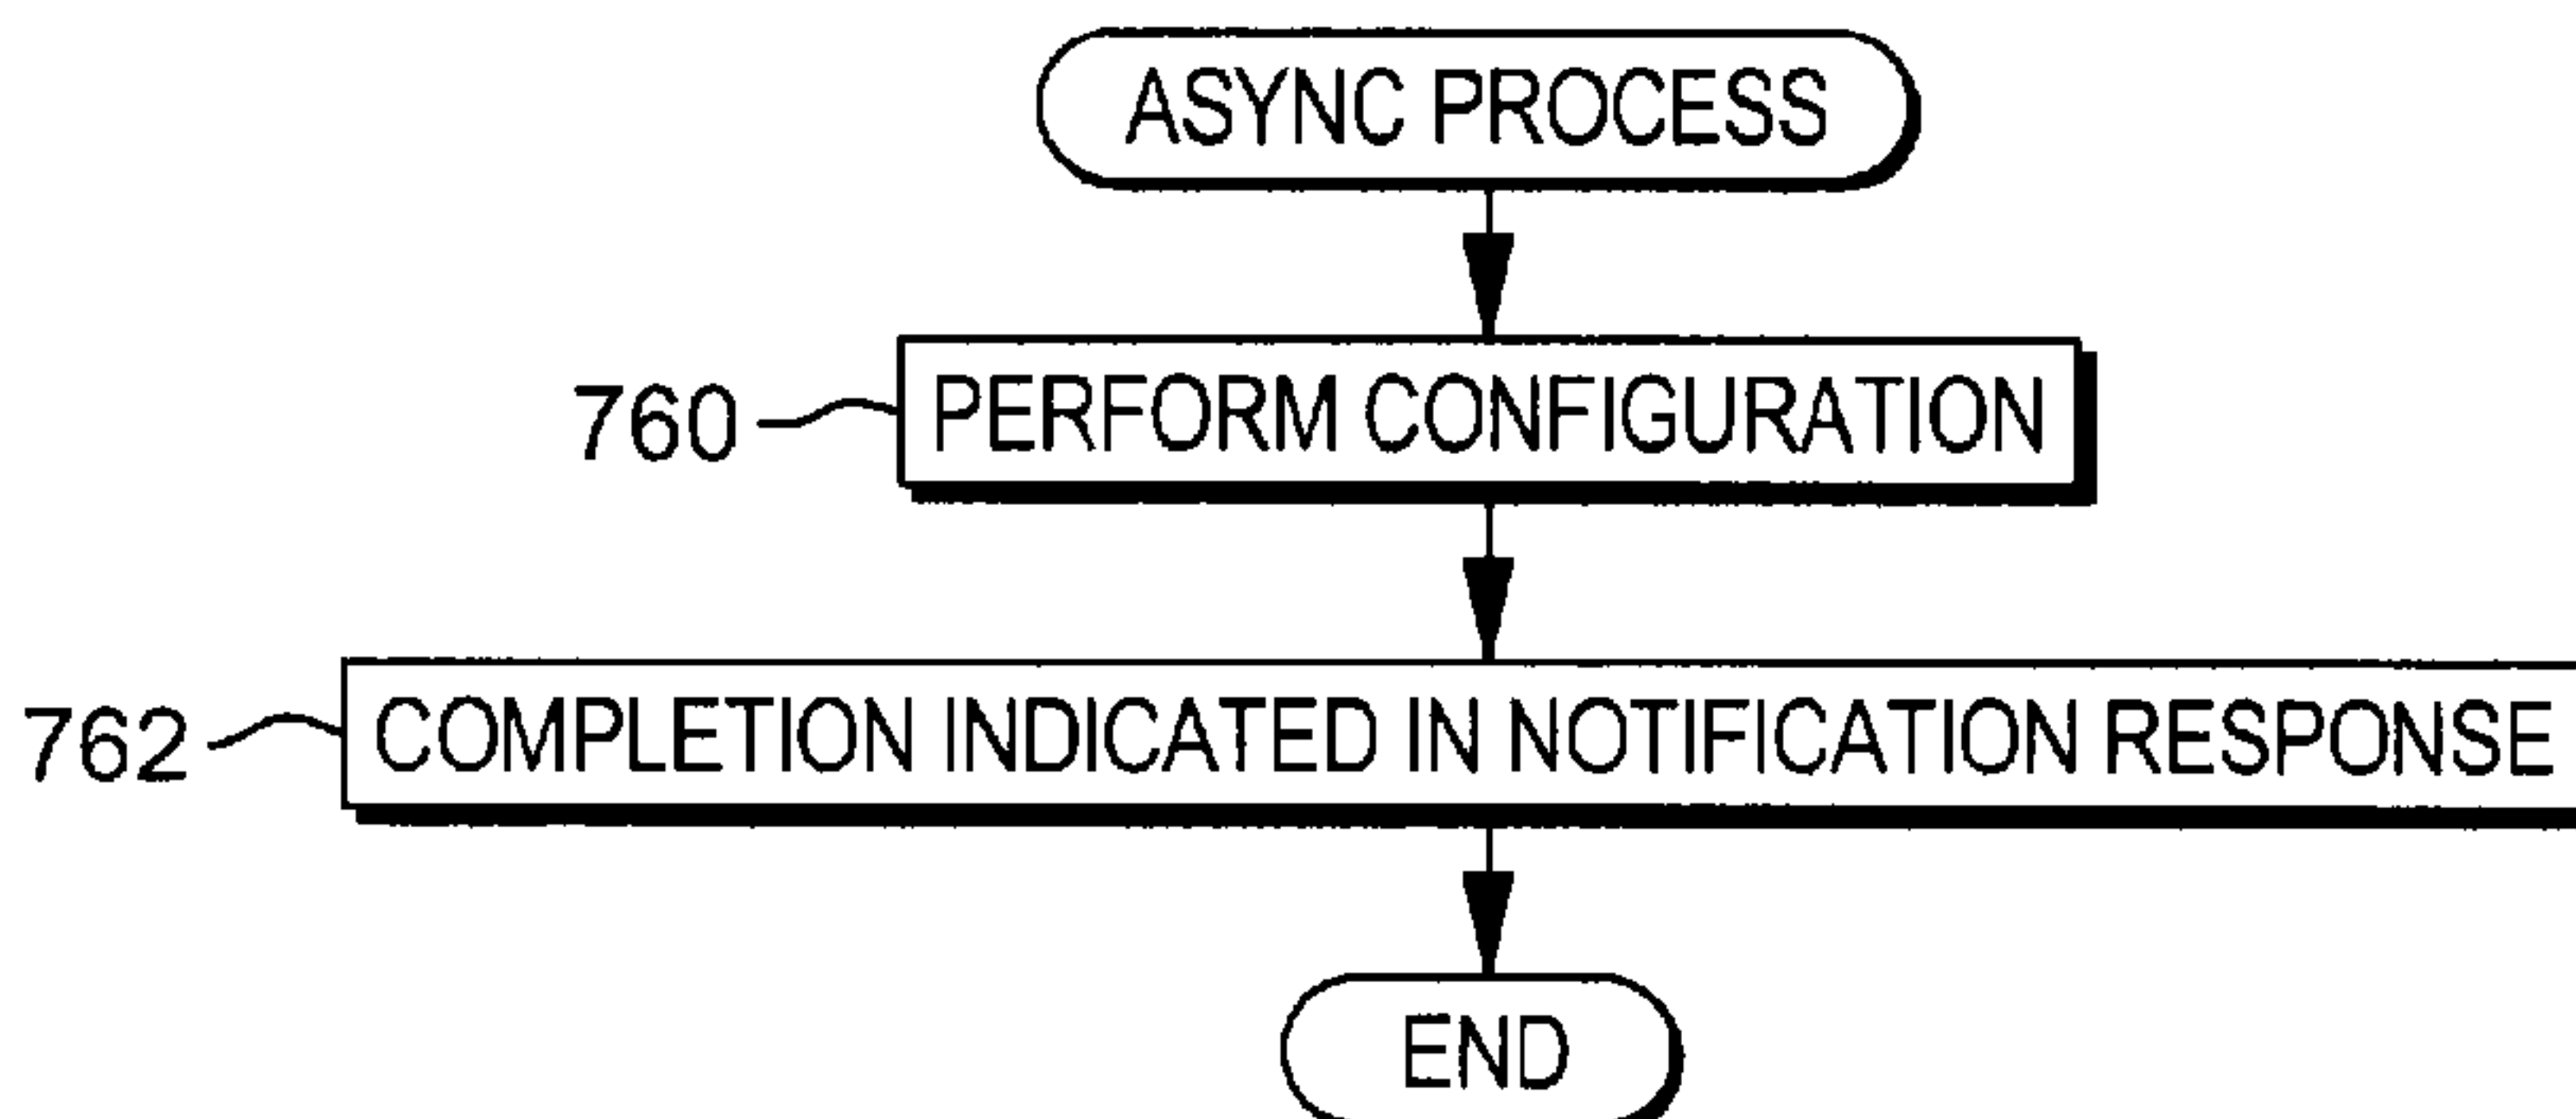 ASYNC PROCESS
760 PERFORM CONFIGURATION
762 COMPLETION INDICATED IN NOTIFICATION RESPONSE
END